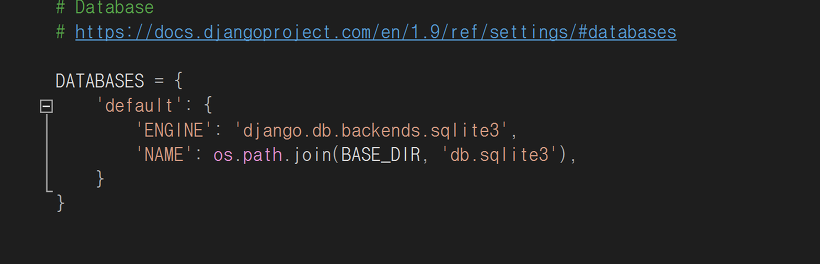 # Database
# https://docs.djangoproject.com/en/1.9/ref/settings/#databases
DATABASES = {
'default': {
'ENGINE': 'django.db.backends.sqlite3',
'NAME': os.path.join(BASE_DIR, 'db.sqlite3'),
}
}